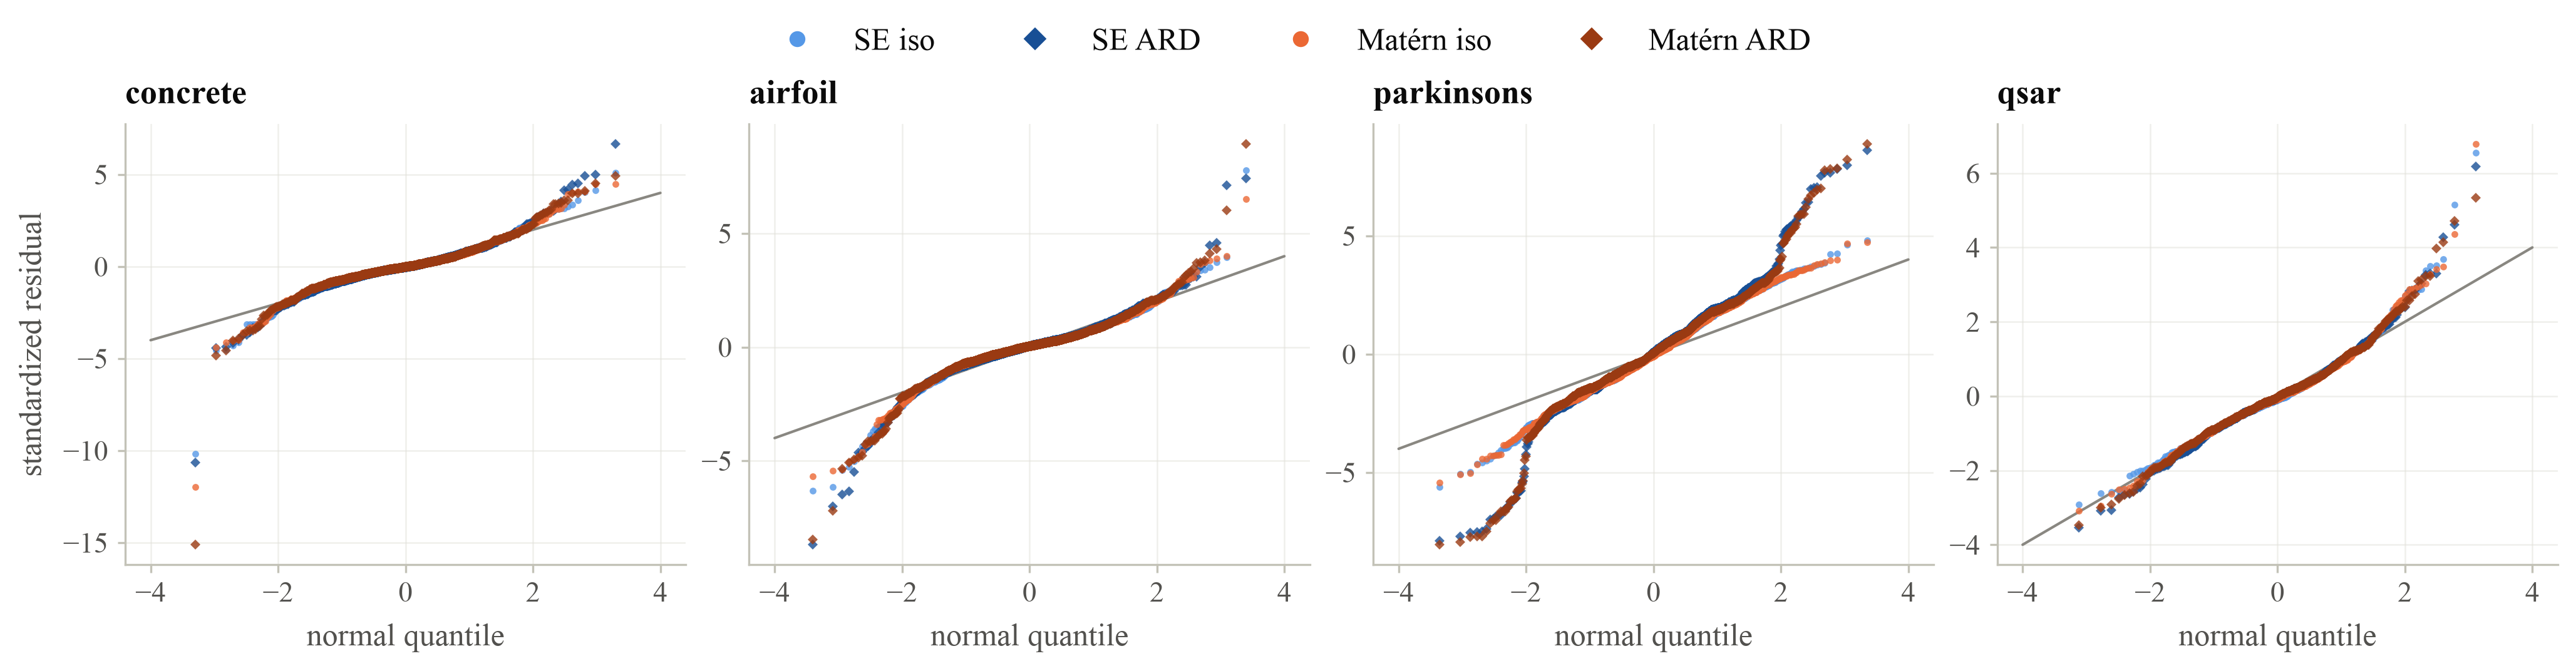 SE iso SE ARD Matérn iso Matérn ARD
concrete airfoil parkinsons qsar
standardized residual
5
0
−5
−10
−15
−4 −2 0 2 4
normal quantile
5
0
−5
−4 −2 0 2 4
normal quantile
5
0
−5
−4 −2 0 2 4
normal quantile
6
4
2
0
−2
−4
−4 −2 0 2 4
normal quantile